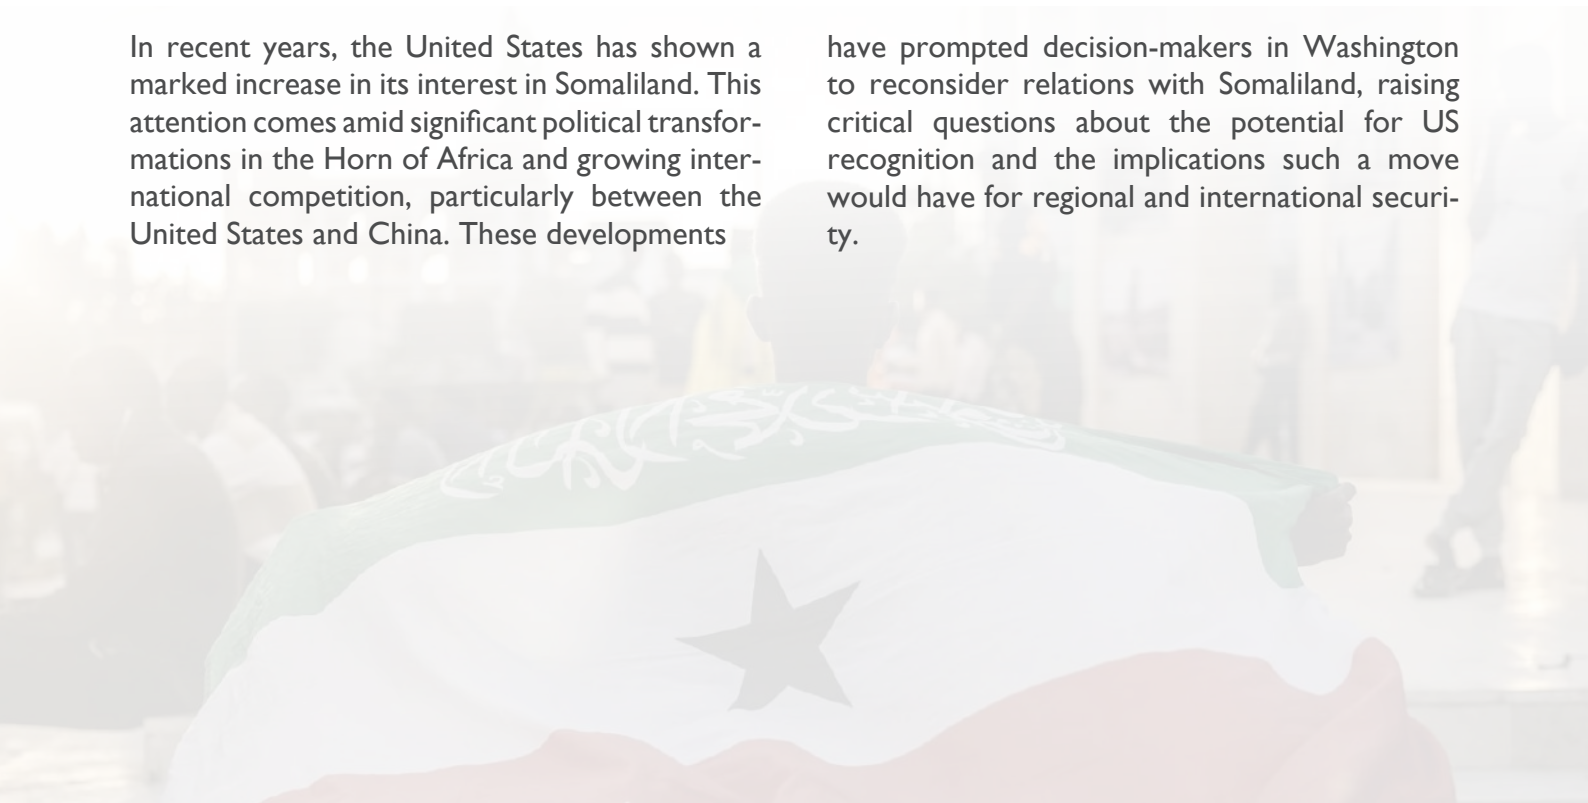 In recent years, the United States has shown a
marked increase in its interest in Somaliland. This
attention comes amid significant political transfor-
mations in the Horn of Africa and growing inter-
national competition, particularly between the
United States and China. These developments
have prompted decision-makers in Washington
to reconsider relations with Somaliland, raising
critical questions about the potential for US
recognition and the implications such a move
would have for regional and international securi-
ty.